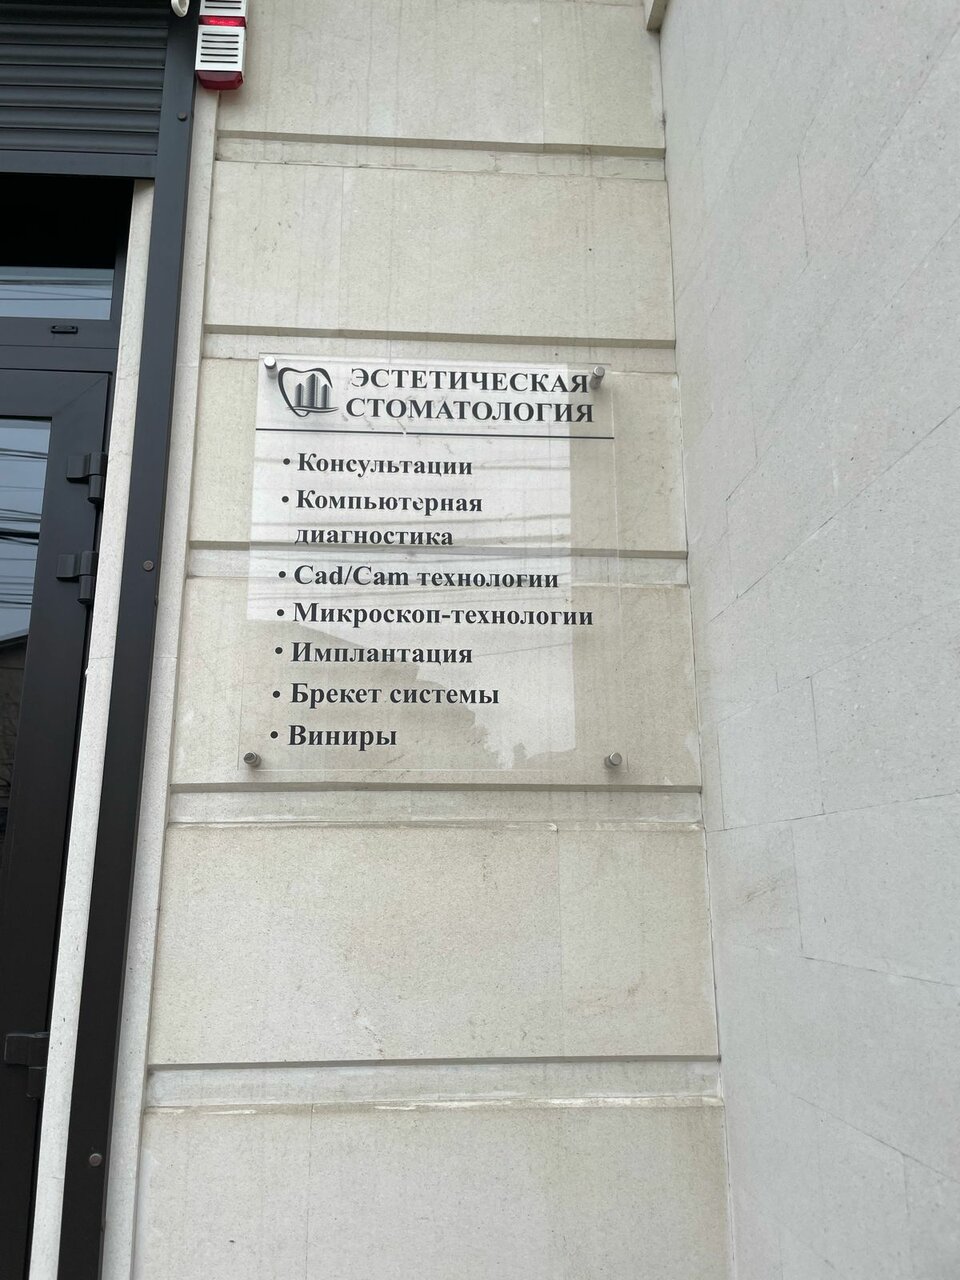 ЭСТЕТИЧЕСКАЯ
СТОМАТОЛОГИЯ
• Консультации
• Компьютерная
диагностика
• Cad/Cam технологии
• Микроскоп-технологии
• Имплантация
• Брекет системы
• Виниры